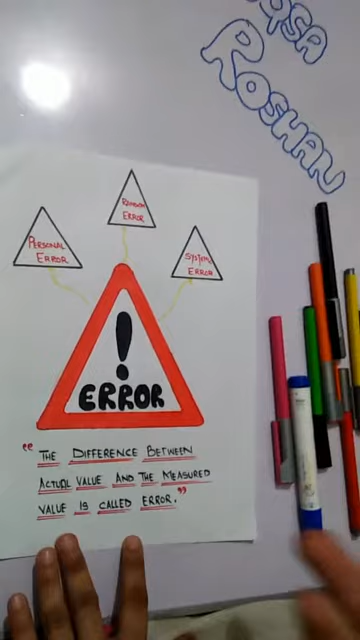 ROSHAN
RANDOM
ERROR
PERSONAL
ERROR
ERROR
!
ERROR
"THE DIFFERENCE BETWEEN
ACTUAL VALUE AND THE MEASURED
VALUE IS CALLED ERROR."